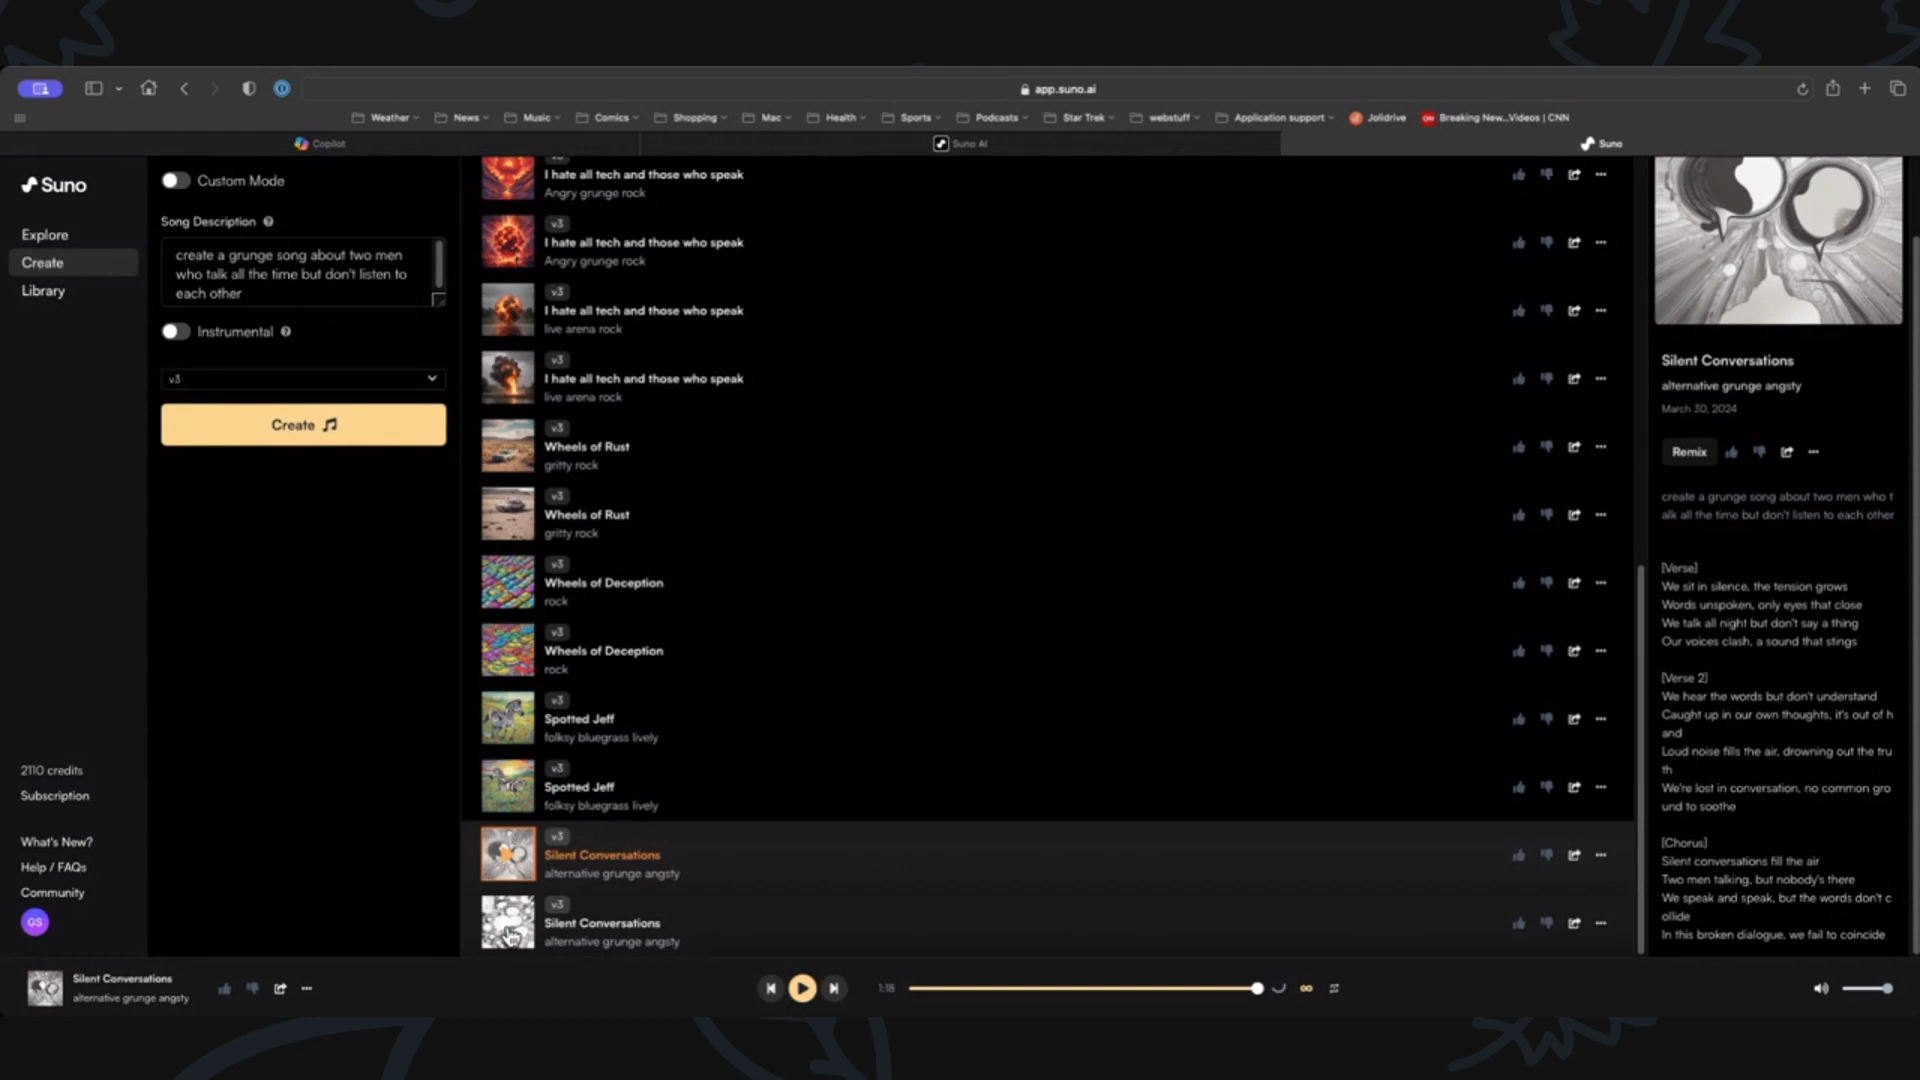 app.suno.ai
Weather
News
Music
Comics
Shopping
Mac
Health
Sports
Podcasts
Star Trek
webstuff
Application support
Jolidrive
Breaking New...Videos | CNN
Copilot
Suno AI
Suno
Suno
Explore
Create
Library
2110 credits
Subscription
What's New?
Help / FAQs
Community
GS
Custom Mode
Song Description
create a grunge song about two men
who talk all the time but don't listen to
each other
Instrumental
v3
Create
I hate all tech and those who speak
Angry grunge rock
v3
I hate all tech and those who speak
Angry grunge rock
v3
I hate all tech and those who speak
live arena rock
v3
I hate all tech and those who speak
live arena rock
v3
Wheels of Rust
gritty rock
v3
Wheels of Rust
gritty rock
v3
Wheels of Deception
rock
v3
Wheels of Deception
rock
v3
Spotted Jeff
folksy bluegrass lively
v3
Spotted Jeff
folksy bluegrass lively
v3
Silent Conversations
alternative grunge angsty
v3
Silent Conversations
alternative grunge angsty
Silent Conversations
alternative grunge angsty
March 30, 2024
Remix
create a grunge song about two men who t
alk all the time but don't listen to each other
[Verse]
We sit in silence, the tension grows
Words unspoken, only eyes that close
We talk all night but don't say a thing
Our voices clash, a sound that stings
[Verse 2]
We hear the words but don't understand
Caught up in our own thoughts, it's out of h
and
Loud noise fills the air, drowning out the tru
th
We're lost in conversation, no common gro
und to soothe
[Chorus]
Silent conversations fill the air
Two men talking, but nobody's there
We speak and speak, but the words don't c
ollide
In this broken dialogue, we fail to coincide
Silent Conversations
alternative grunge angsty
1:18